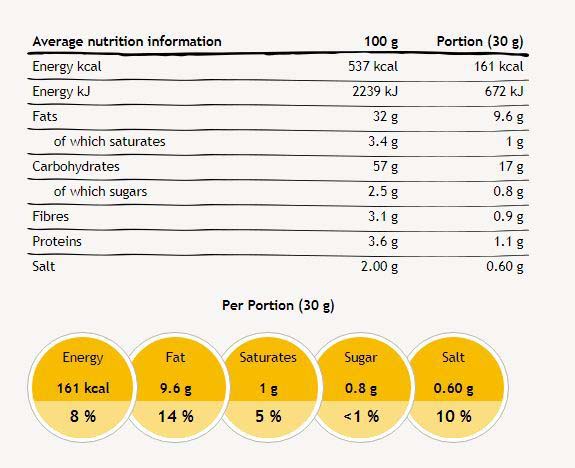 Average nutrition information 100 g Portion (30 g)
Energy kcal 537 kcal 161 kcal
Energy kJ 2239 kJ 672 kJ
Fats 32 g 9.6 g
of which saturates 3.4 g 1 g
Carbohydrates 57 g 17 g
of which sugars 2.5 g 0.8 g
Fibres 3.1 g 0.9 g
Proteins 3.6 g 1.1 g
Salt 2.00 g 0.60 g
Per Portion (30 g)
Energy Fat Saturates Sugar Salt
161 kcal 9.6 g 1 g 0.8 g 0.60 g
8 % 14 % 5 % <1 % 10 %